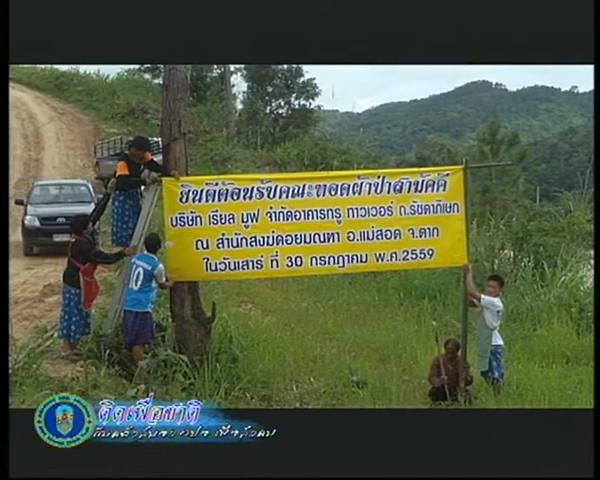 ยินดีต้อนรับคณะทอดผ้าป่าสามัคคี
บริษัท เรียล มูฟ จำกัดอาคารทรู ทาวเวอร์ ถ.รัชดาภิเษก
ณ สำนักสงฆ์ดอยมณฑา อ.แม่สอด จ.ตาก
ในวันเสาร์ ที่ 30 กรกฎาคม พ.ศ.2559
10
คิดเพื่อชาติ